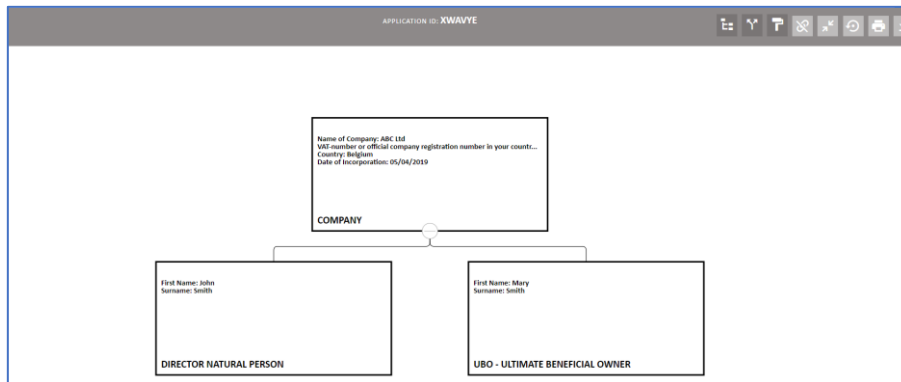 APPLICATION ID: XWAVYE
Name of Company: ABC Ltd
VAT-number or official company registration number in your countr...
Country: Belgium
Date of Incorporation: 05/04/2019
COMPANY
First Name: John
Surname: Smith
DIRECTOR NATURAL PERSON
First Name: Mary
Surname: Smith
UBO - ULTIMATE BENEFICIAL OWNER